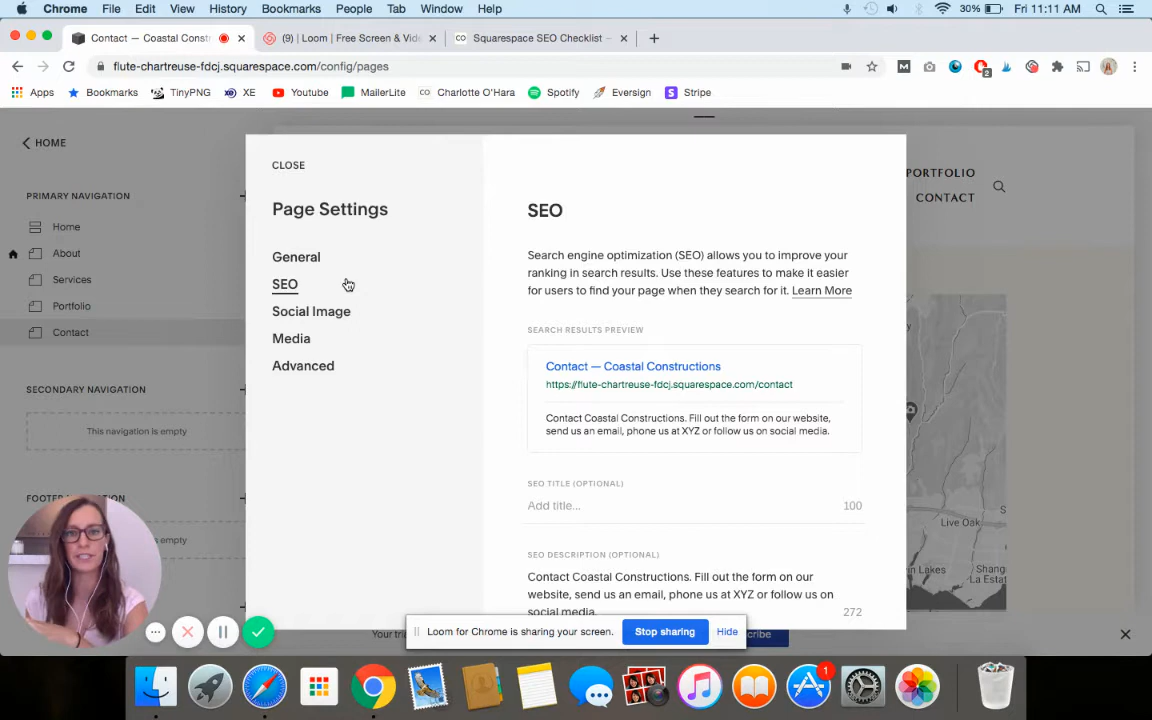 Chrome File Edit View History Bookmarks People Tab Window Help
30% Fri 11:11 AM
Contact — Coastal Constr
(9) | Loom | Free Screen & Vide
CO Squarespace SEO Checklist –
flute-chartreuse-fdcj.squarespace.com/config/pages
2
Apps Bookmarks TinyPNG XE Youtube MailerLite CO Charlotte O'Hara Spotify Eversign Stripe
HOME
PRIMARY NAVIGATION
Home
About
Services
Portfolio
Contact
SECONDARY NAVIGATION
This navigation is empty
CLOSE
Page Settings
General
SEO
Social Image
Media
Advanced
SEO
Search engine optimization (SEO) allows you to improve your
ranking in search results. Use these features to make it easier
for users to find your page when they search for it. Learn More
SEARCH RESULTS PREVIEW
Contact — Coastal Constructions
https://flute-chartreuse-fdcj.squarespace.com/contact
Contact Coastal Constructions. Fill out the form on our website,
send us an email, phone us at XYZ or follow us on social media.
SEO TITLE (OPTIONAL)
Add title... 100
SEO DESCRIPTION (OPTIONAL)
Contact Coastal Constructions. Fill out the form on our
website, send us an email, phone us at XYZ or follow us on
social media. 272
PORTFOLIO
CONTACT
Live Oak
Shang
La Estat
Loom for Chrome is sharing your screen. Stop sharing Hide
1